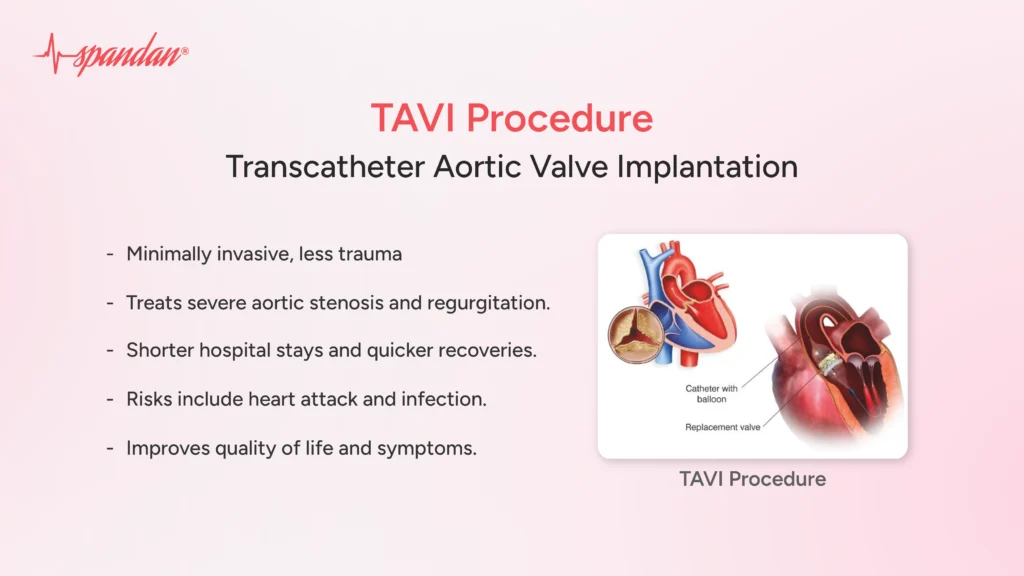 spandan®
TAVI Procedure
Transcatheter Aortic Valve Implantation
- Minimally invasive, less trauma
- Treats severe aortic stenosis and regurgitation.
- Shorter hospital stays and quicker recoveries.
- Risks include heart attack and infection.
- Improves quality of life and symptoms.
Catheter with
balloon
Replacement valve
TAVI Procedure